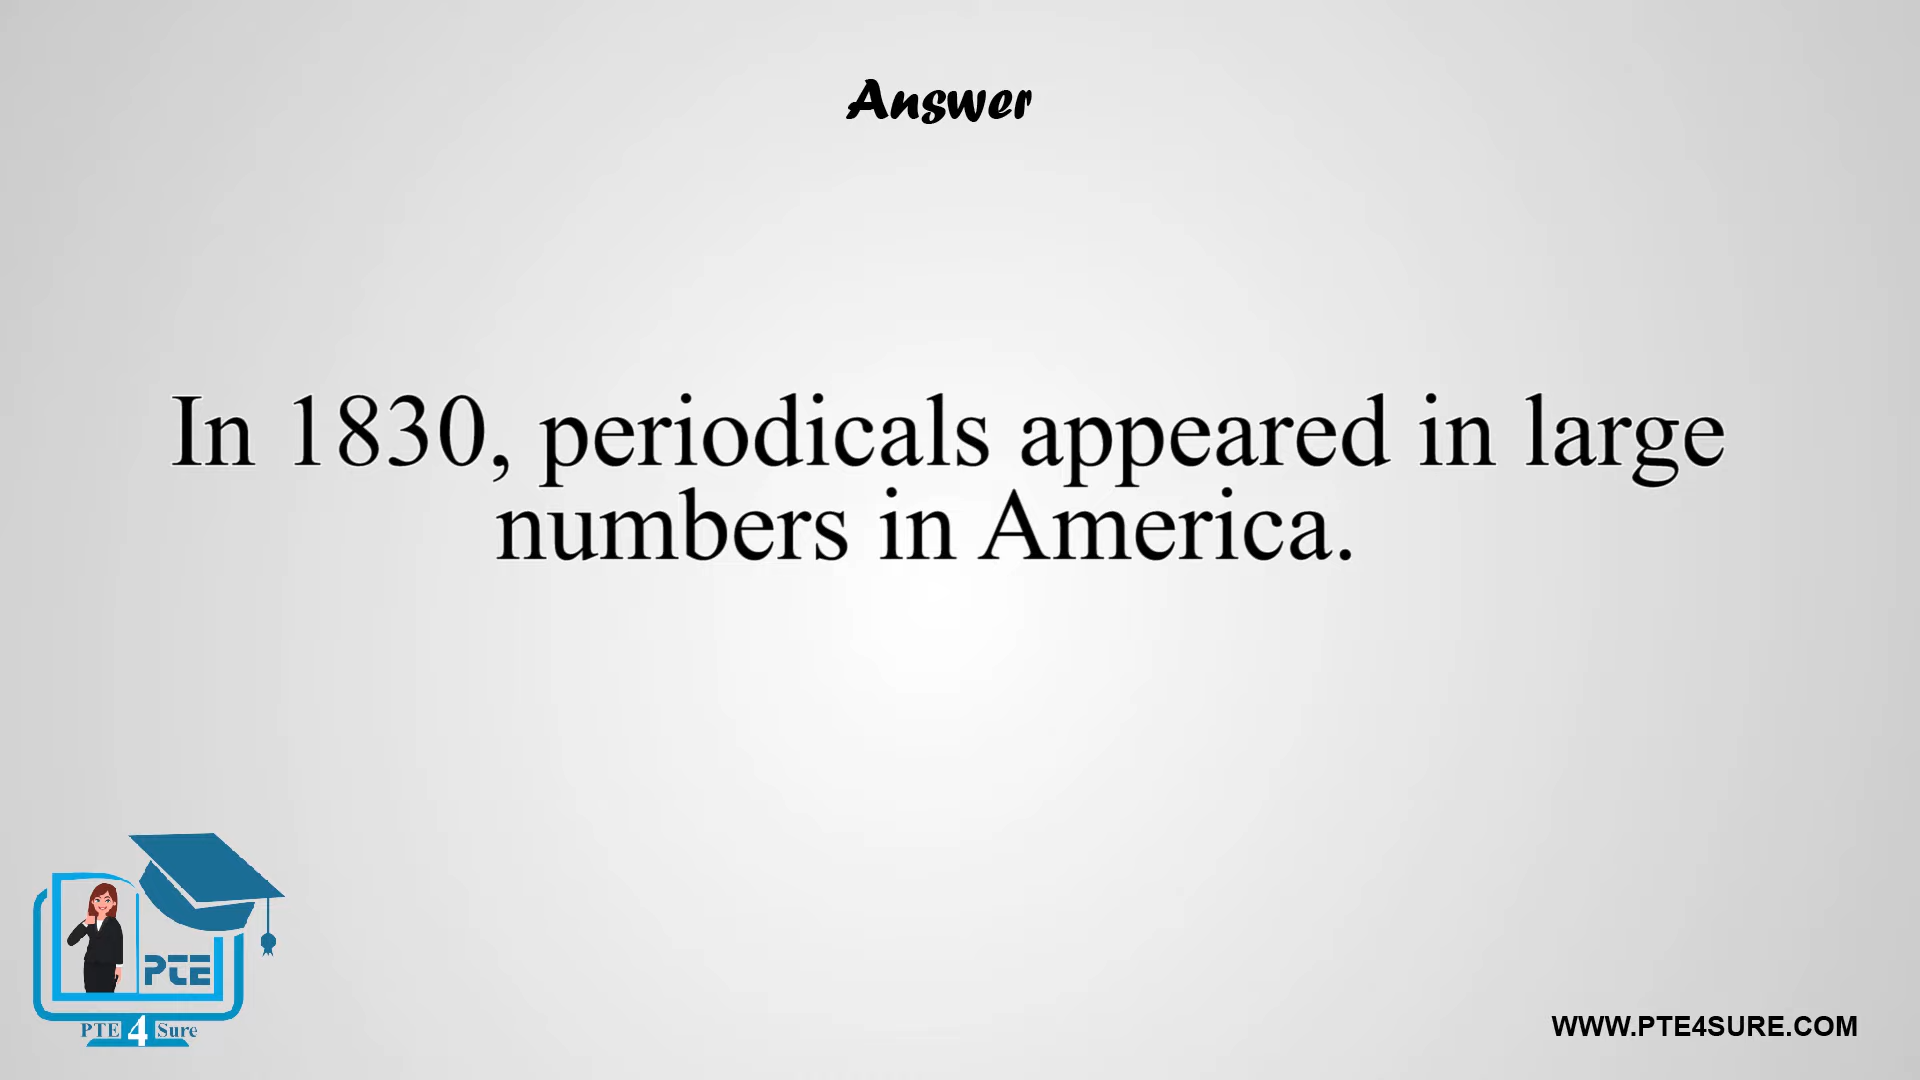 Answer
In 1830, periodicals appeared in large
numbers in America.
PTE
PTE 4 Sure
WWW.PTE4SURE.COM